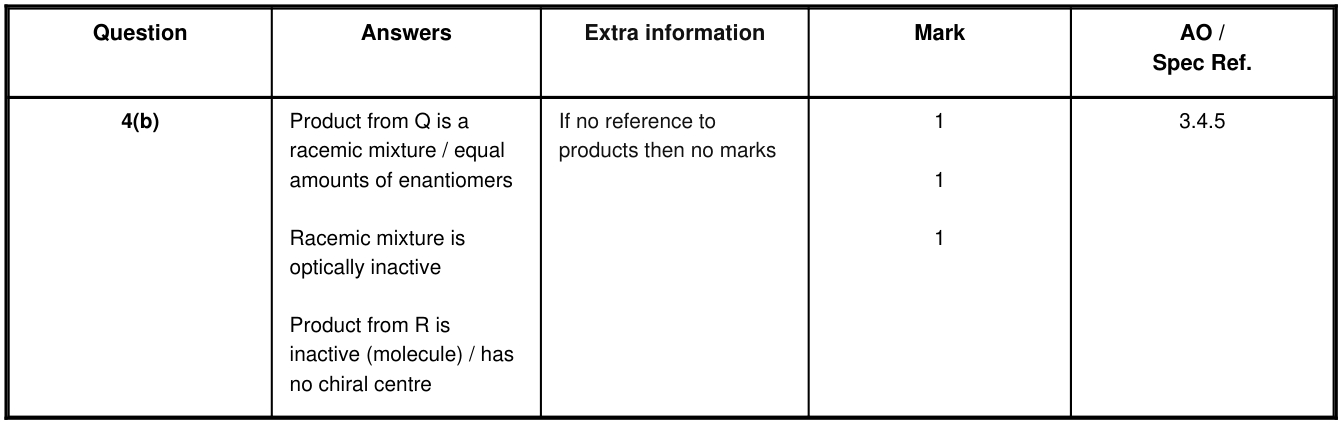 Question Answers Extra information Mark AO /
Spec Ref.
4(b) Product from Q is a If no reference to 1 3.4.5
racemic mixture / equal products then no marks
amounts of enantiomers 1
Racemic mixture is 1
optically inactive
Product from R is
inactive (molecule) / has
no chiral centre